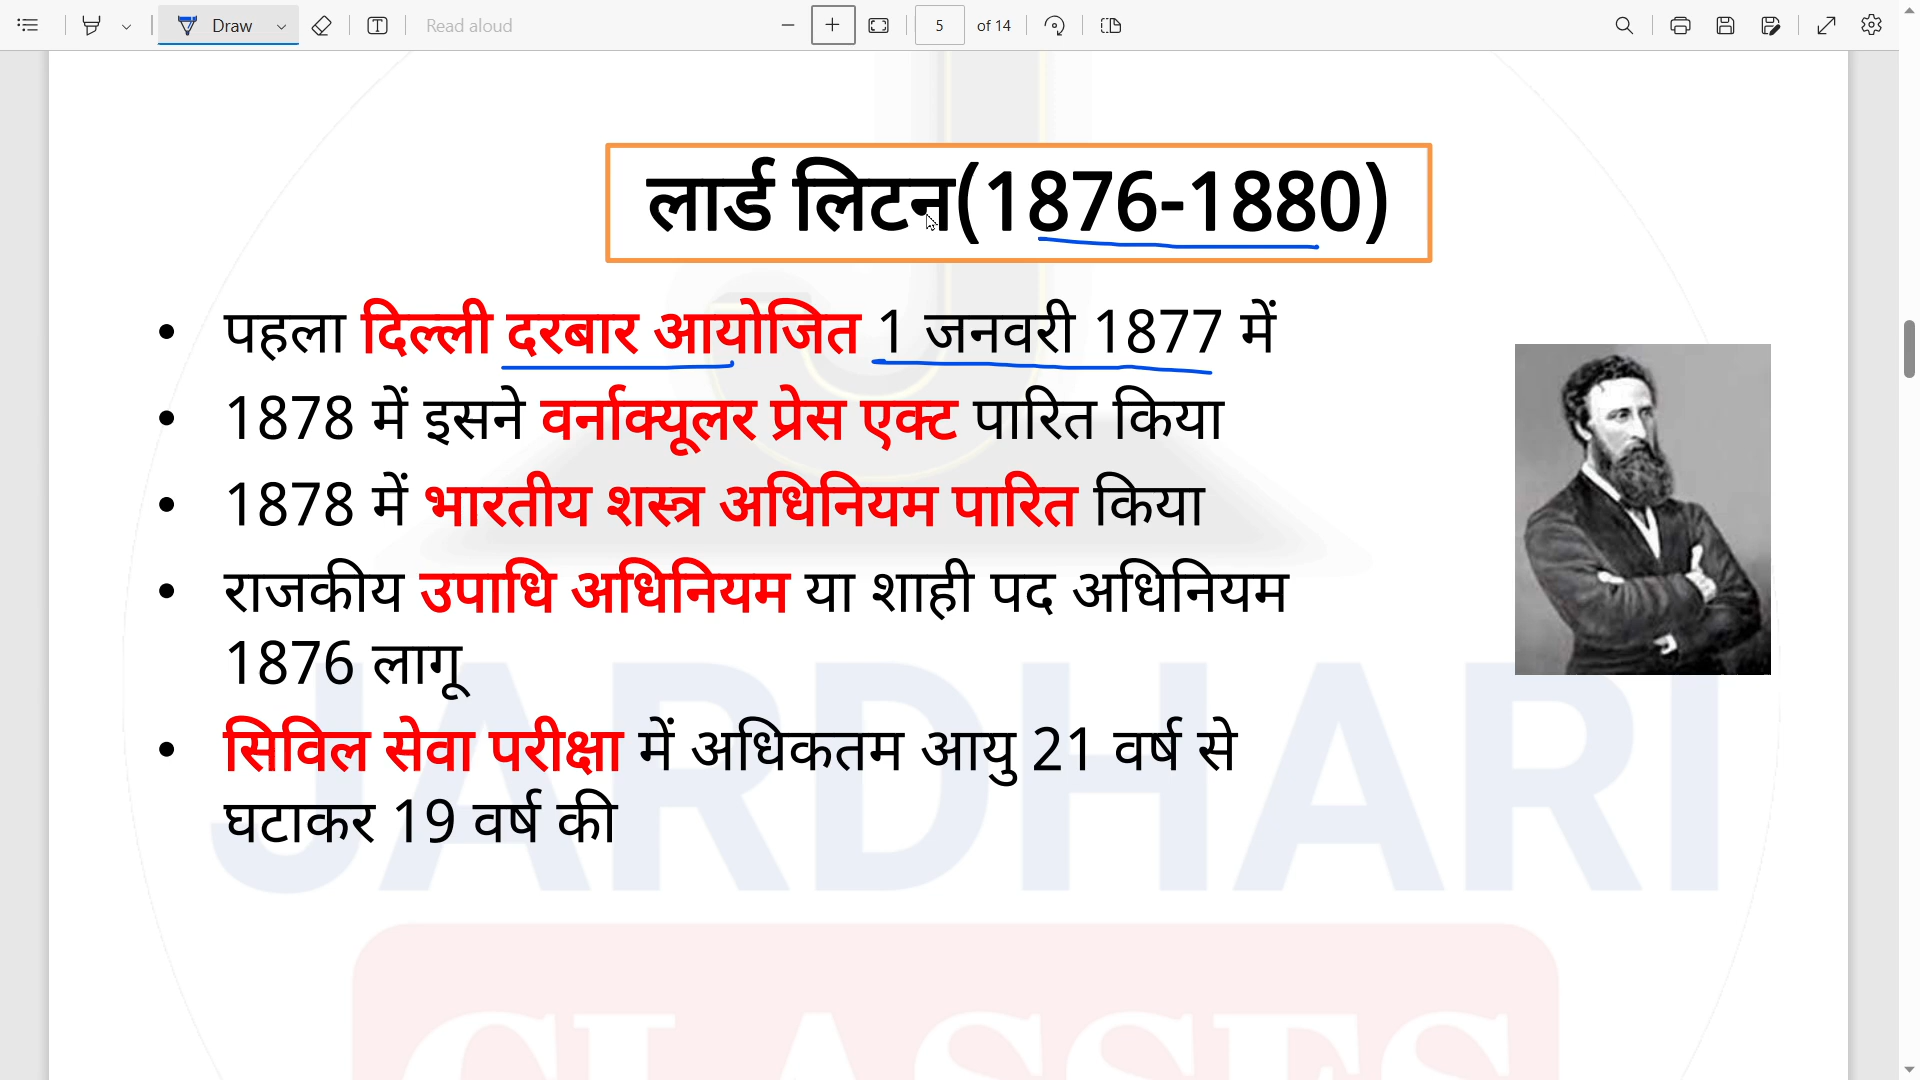 Draw
Read aloud
5 of 14
लार्ड लिटन(1876-1880)
• पहला दिल्ली दरबार आयोजित 1 जनवरी 1877 में
• 1878 में इसने वर्नाक्यूलर प्रेस एक्ट पारित किया
• 1878 में भारतीय शस्त्र अधिनियम पारित किया
• राजकीय उपाधि अधिनियम या शाही पद अधिनियम
1876 लागू
• सिविल सेवा परीक्षा में अधिकतम आयु 21 वर्ष से
घटाकर 19 वर्ष की
JARDHARI
CLASSES